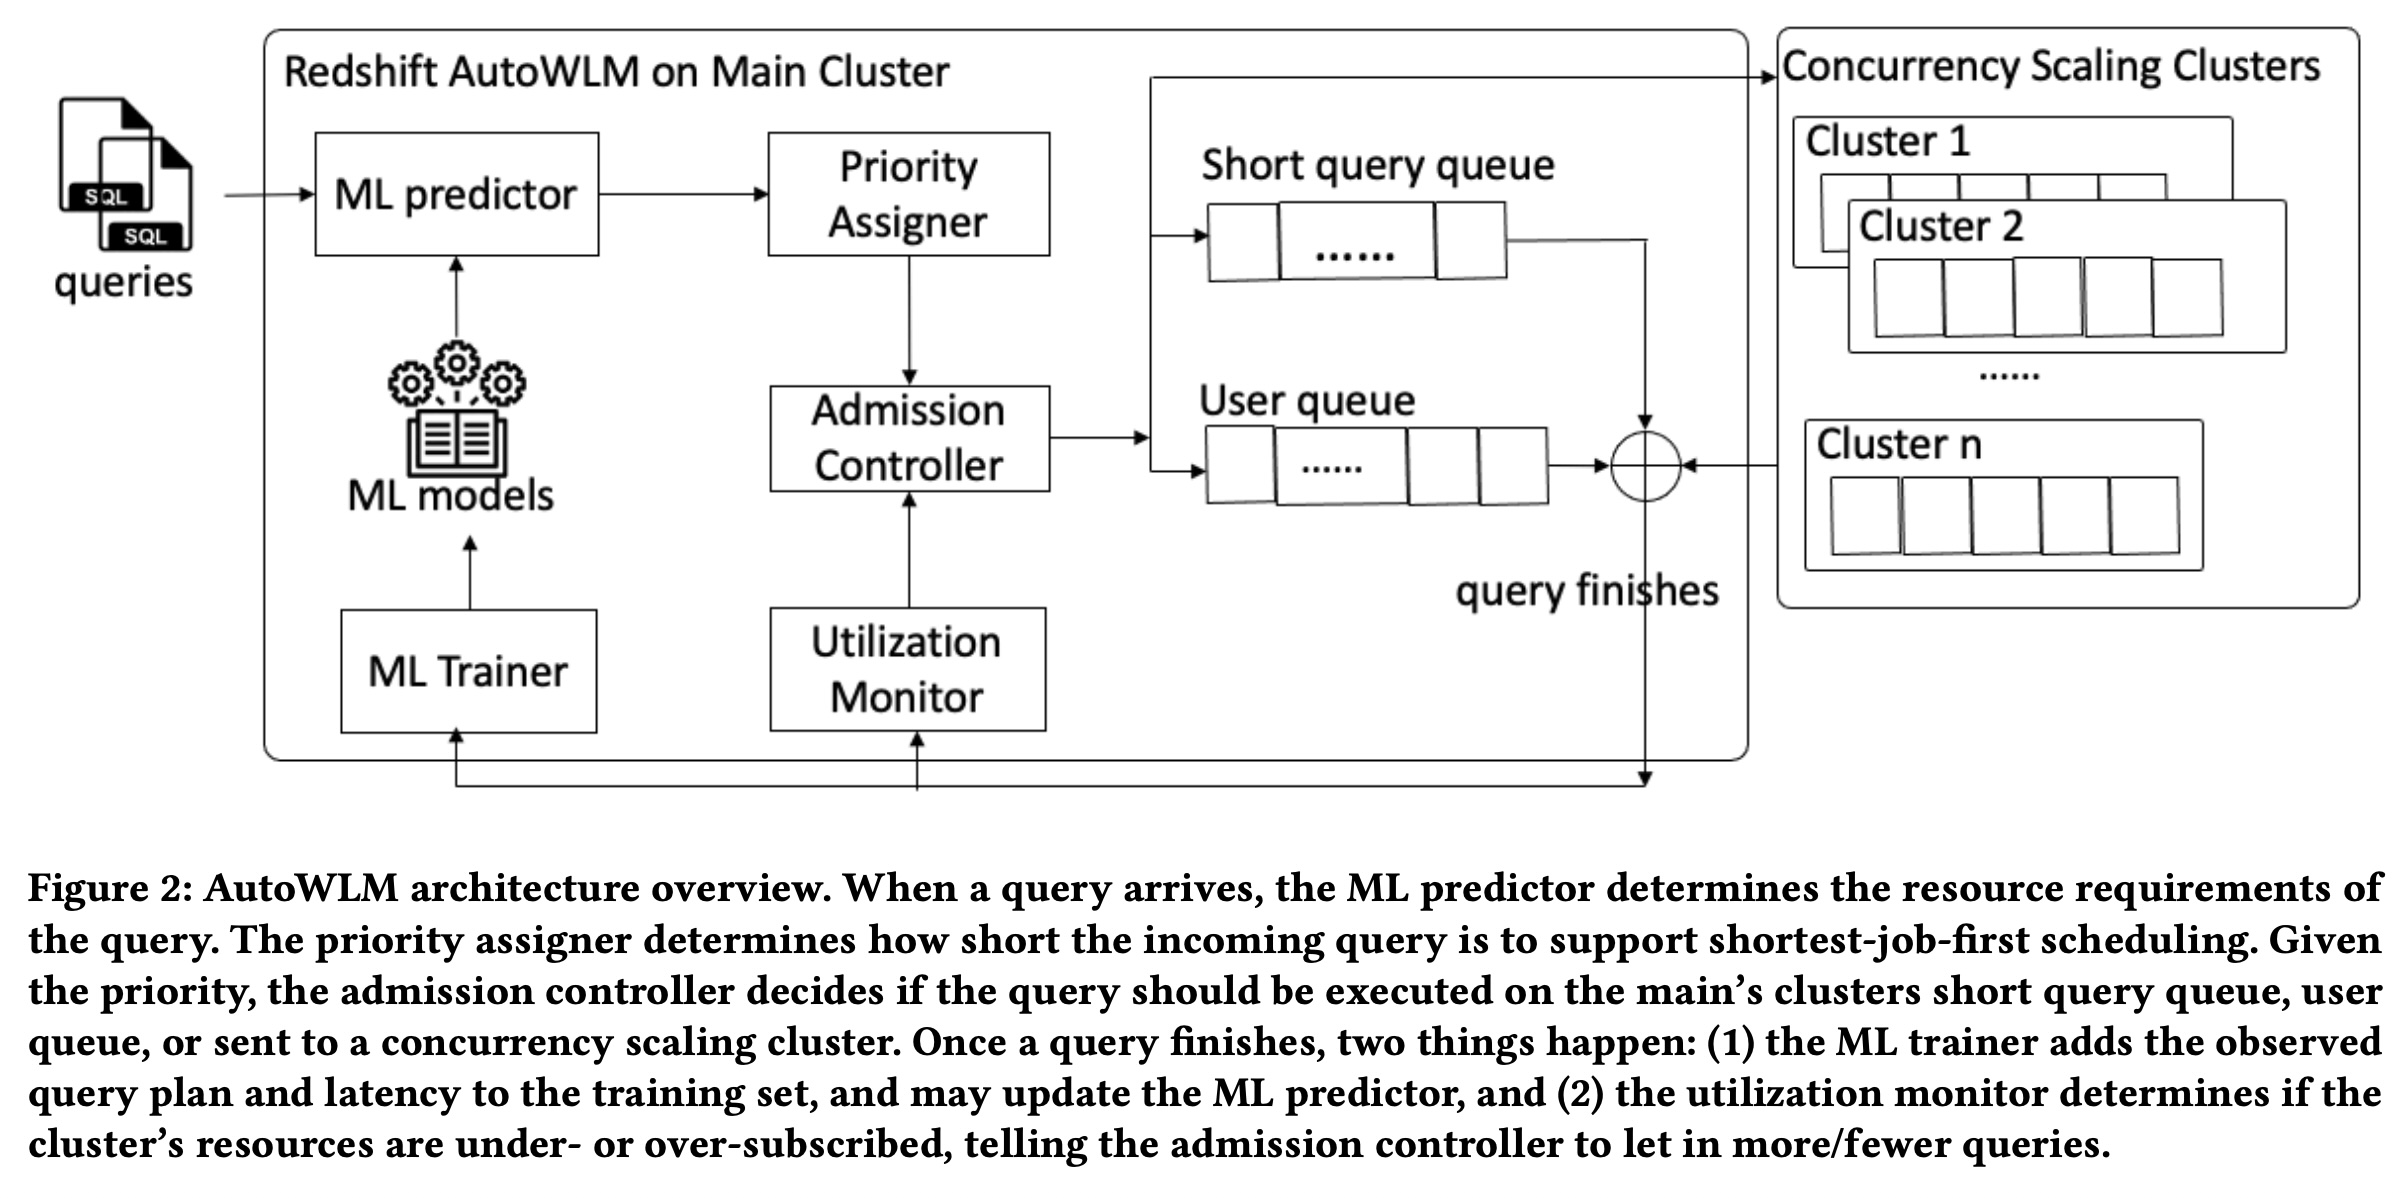 Redshift AutoWLM on Main Cluster
Concurrency Scaling Clusters
SQL
SQL
queries
ML predictor
Priority
Assigner
Short query queue
......
Cluster 1
Cluster 2
......
ML models
Admission
Controller
User queue
......
Cluster n
query finishes
ML Trainer
Utilization
Monitor
Figure 2: AutoWLM architecture overview. When a query arrives, the ML predictor determines the resource requirements of
the query. The priority assigner determines how short the incoming query is to support shortest-job-first scheduling. Given
the priority, the admission controller decides if the query should be executed on the main’s clusters short query queue, user
queue, or sent to a concurrency scaling cluster. Once a query finishes, two things happen: (1) the ML trainer adds the observed
query plan and latency to the training set, and may update the ML predictor, and (2) the utilization monitor determines if the
cluster’s resources are under- or over-subscribed, telling the admission controller to let in more/fewer queries.